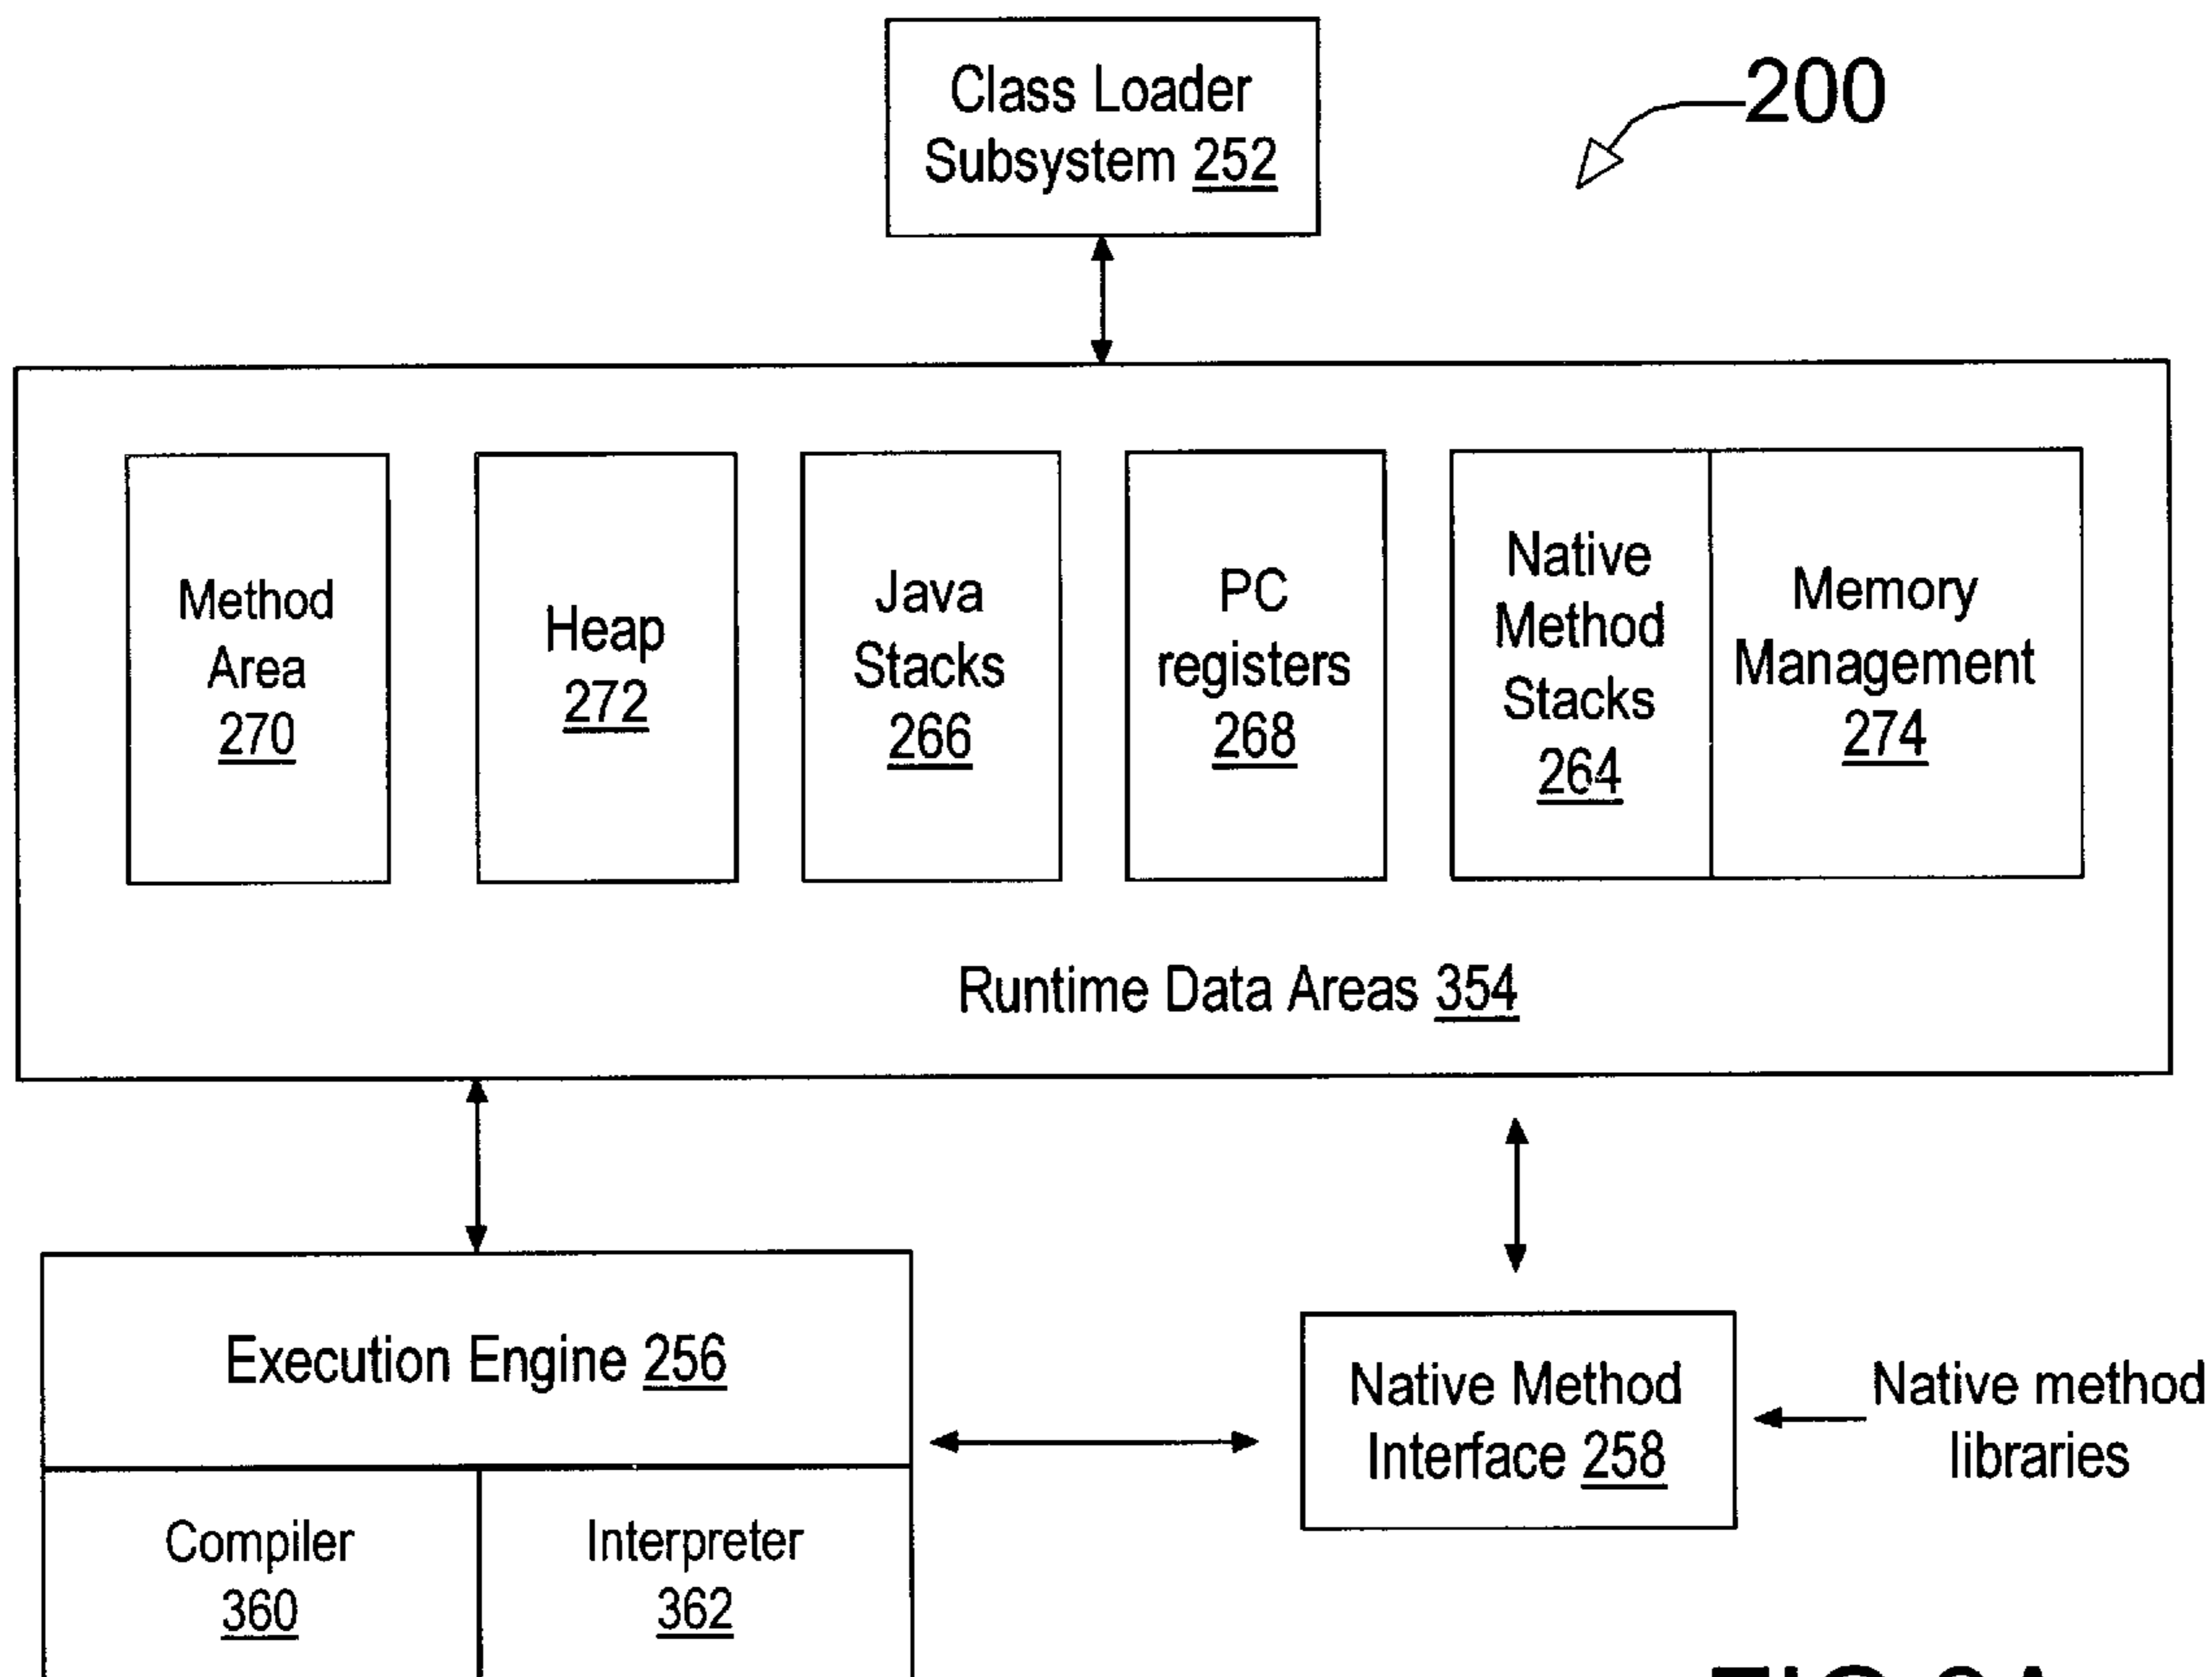 Class Loader
Subsystem 252
200
Method
Area
270
Heap
272
Java
Stacks
266
PC
registers
268
Native
Method
Stacks
264
Memory
Management
274
Runtime Data Areas 354
Execution Engine 256
Compiler
360
Interpreter
362
Native Method
Interface 258
Native method
libraries